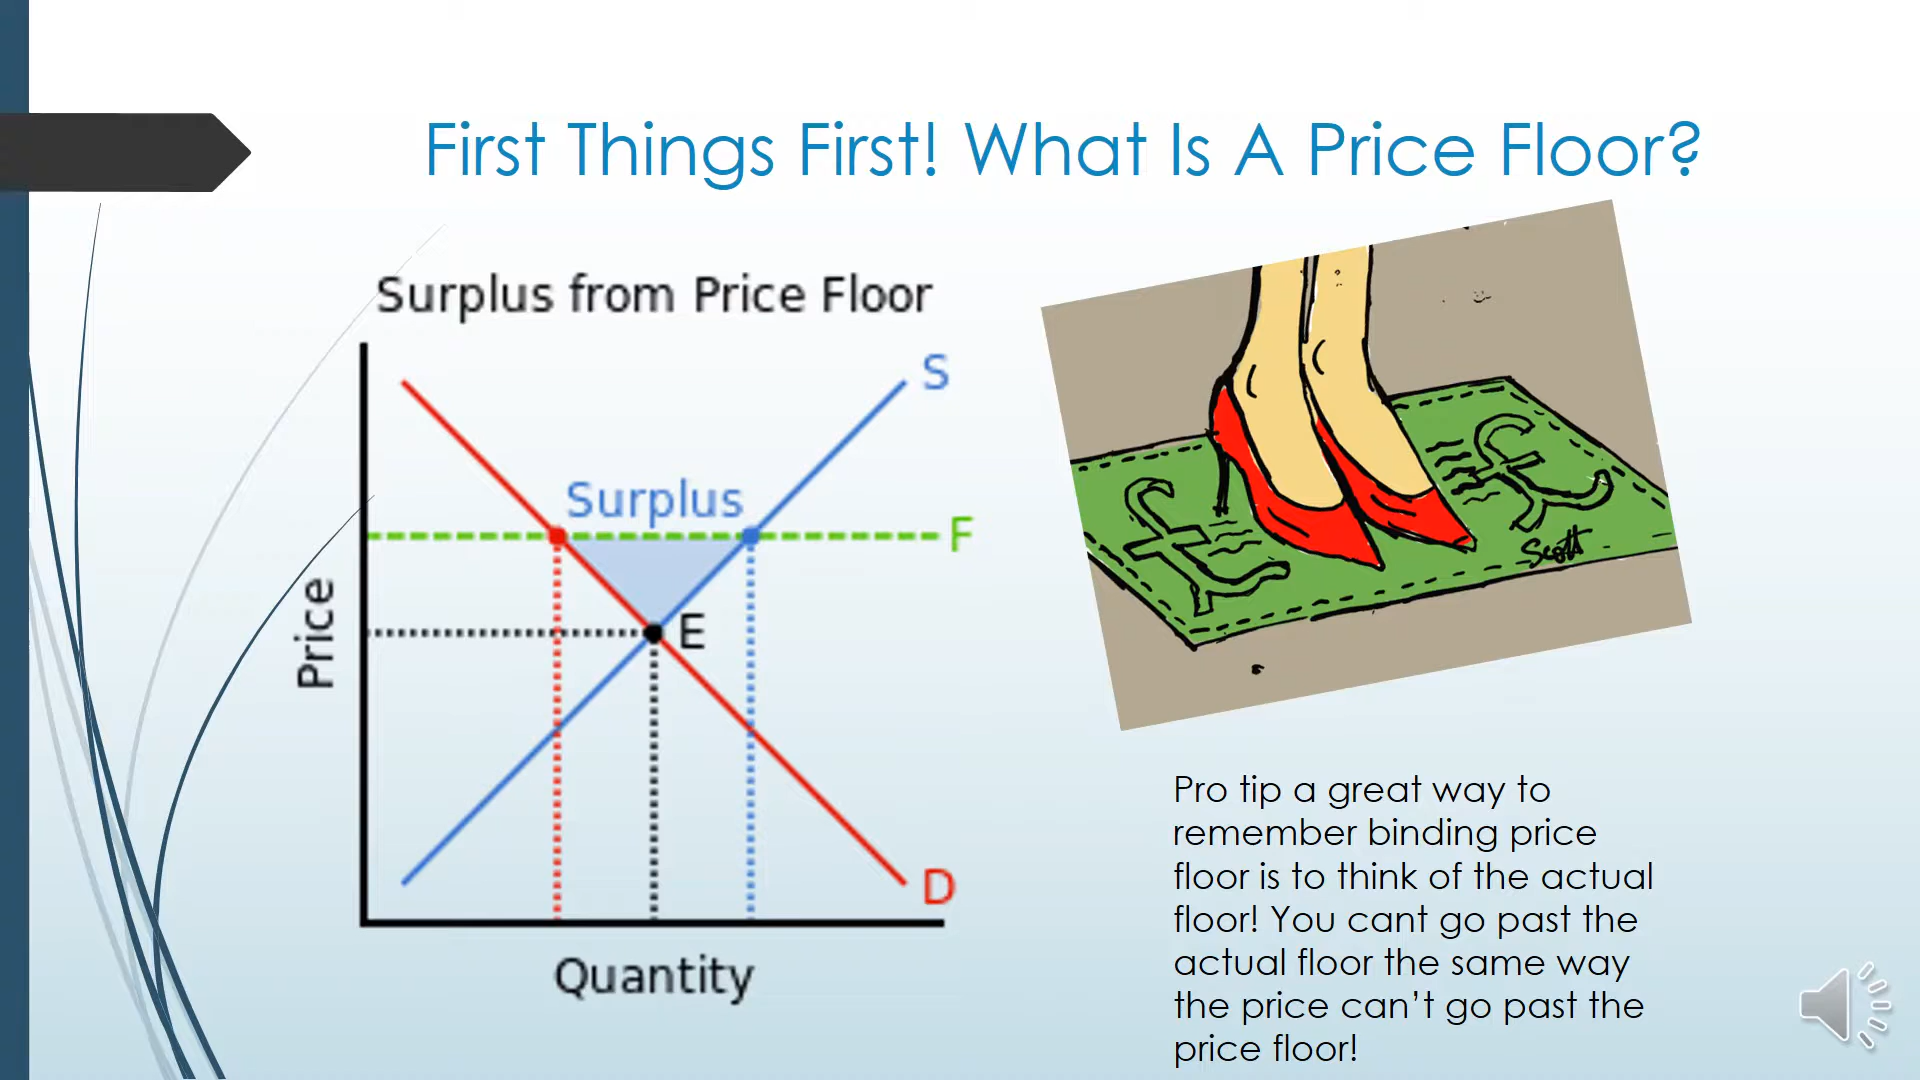 First Things First! What Is A Price Floor?
Surplus from Price Floor
S
Surplus
F
E
Price
D
Quantity
Scott
Pro tip a great way to
remember binding price
floor is to think of the actual
floor! You cant go past the
actual floor the same way
the price can’t go past the
price floor!